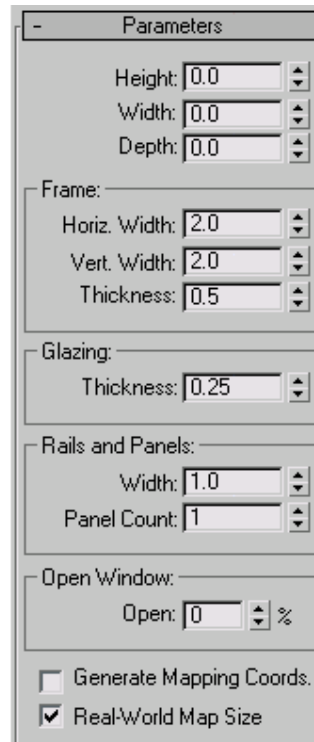 - Parameters
Height: 0.0
Width: 0.0
Depth: 0.0
Frame:
Horiz. Width: 2.0
Vert. Width: 2.0
Thickness: 0.5
Glazing:
Thickness: 0.25
Rails and Panels:
Width: 1.0
Panel Count: 1
Open Window:
Open: 0 %
Generate Mapping Coords.
Real-World Map Size